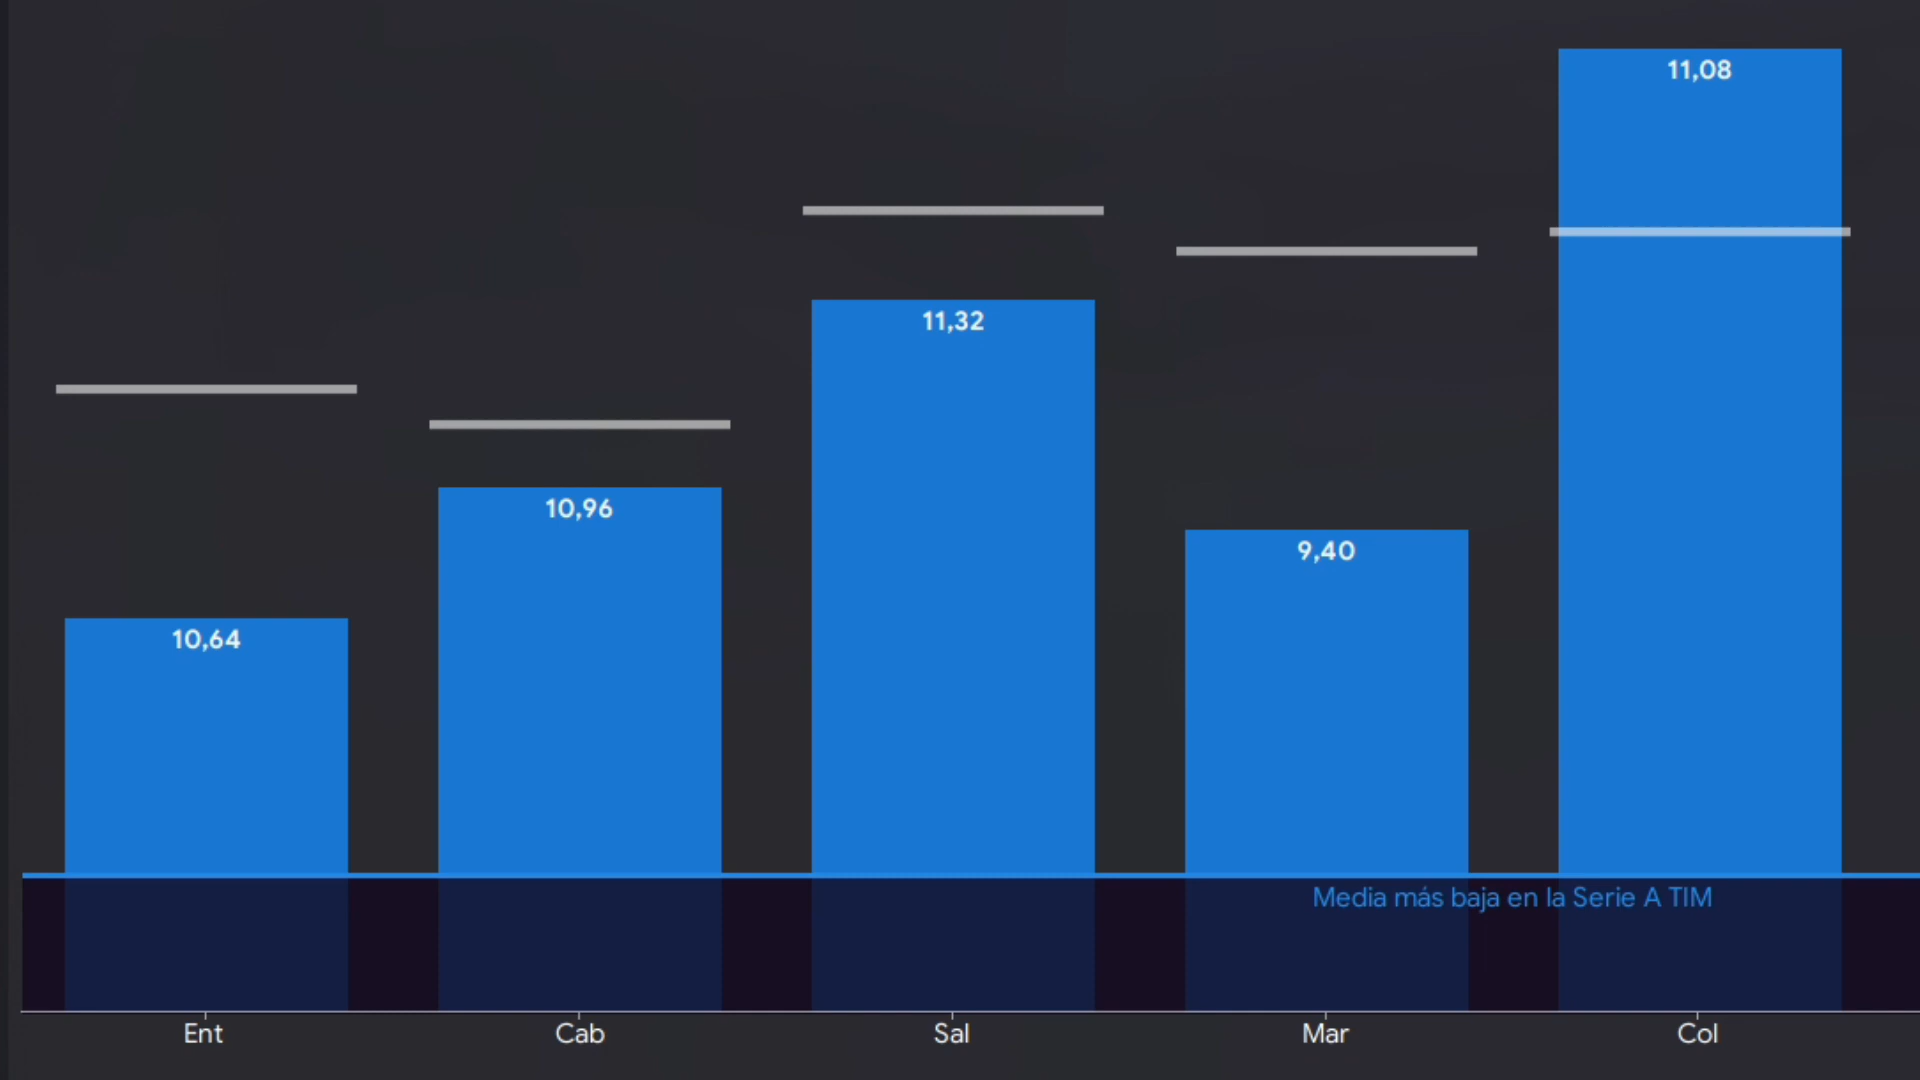 11,08
11,32
10,96
9,40
10,64
Media más baja en la Serie A TIM
Ent
Cab
Sal
Mar
Col